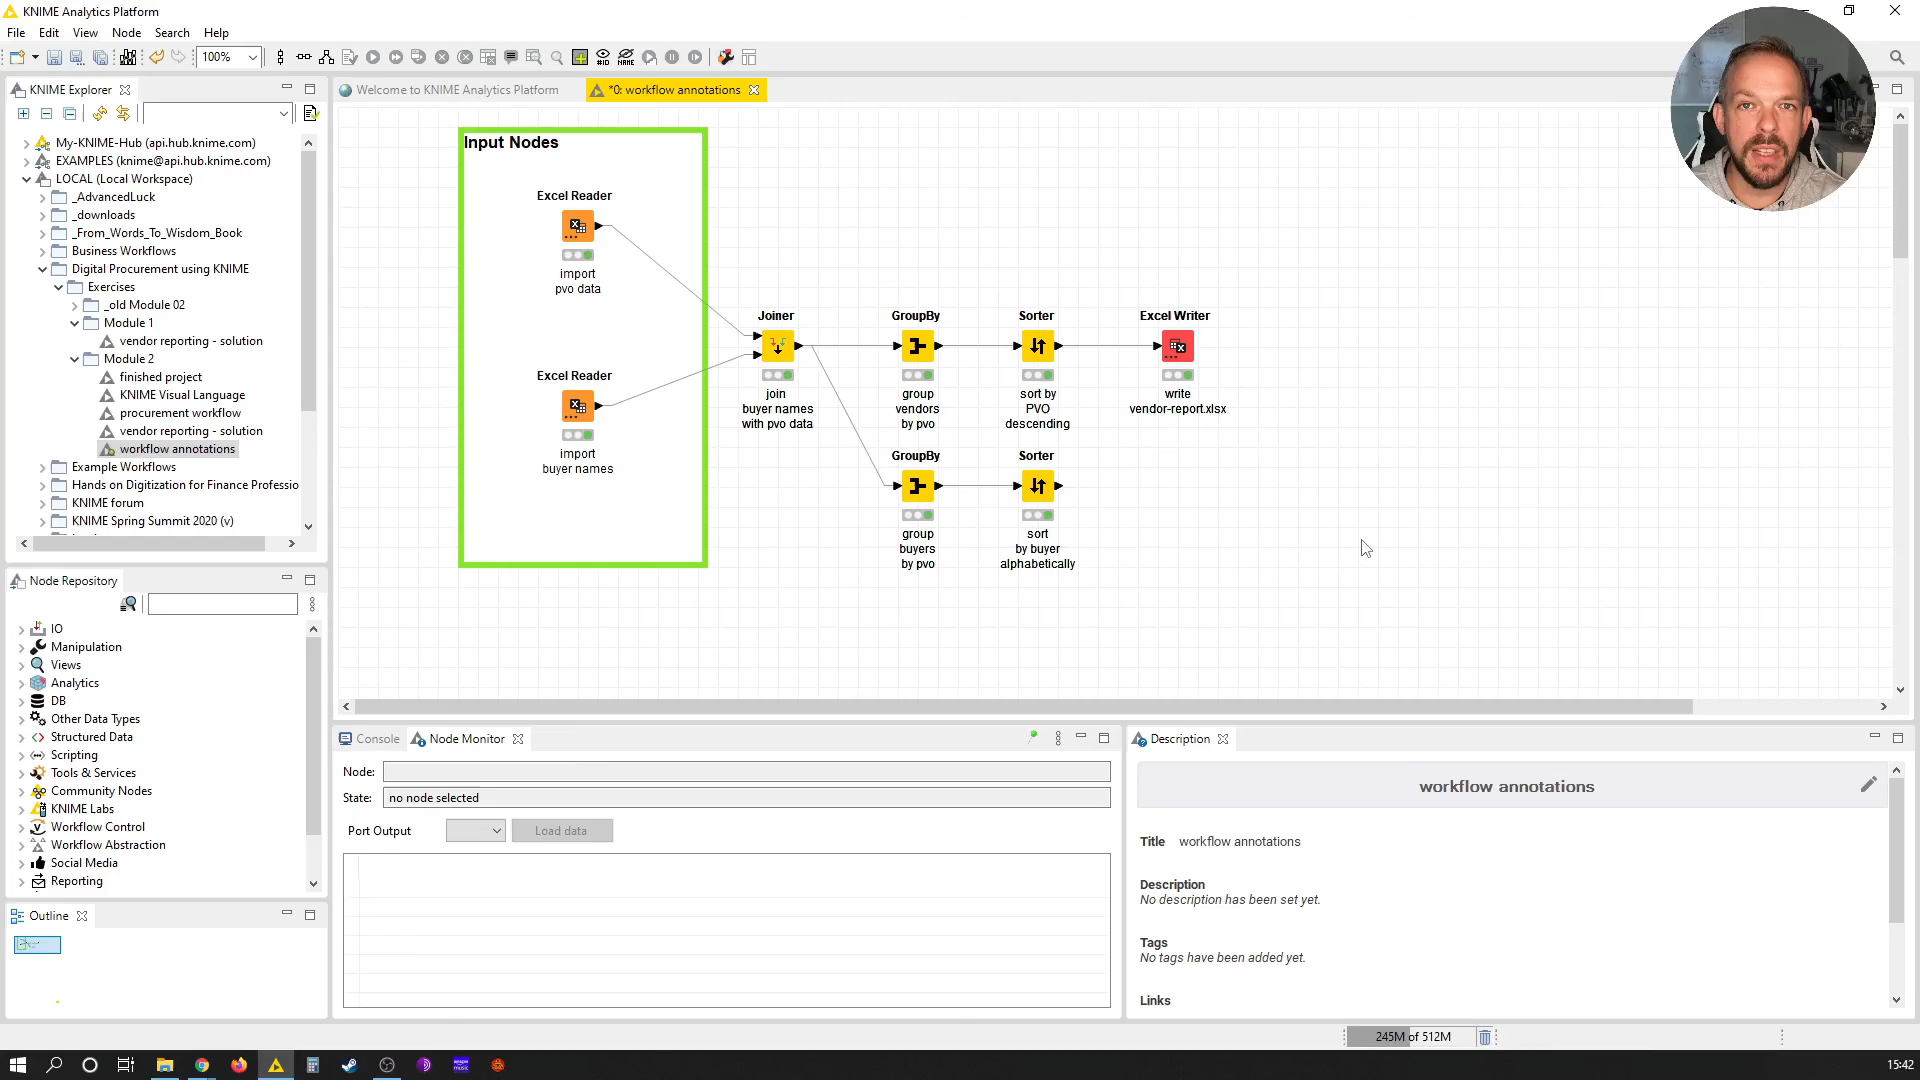 KNIME Analytics Platform
File Edit View Node Search Help
100%
#ID
NAME
KNIME Explorer
My-KNIME-Hub (api.hub.knime.com)
EXAMPLES (knime@api.hub.knime.com)
LOCAL (Local Workspace)
_AdvancedLuck
_downloads
_From_Words_To_Wisdom_Book
Business Workflows
Digital Procurement using KNIME
Exercises
_old Module 02
Module 1
vendor reporting - solution
Module 2
finished project
KNIME Visual Language
procurement workflow
vendor reporting - solution
workflow annotations
Example Workflows
Hands on Digitization for Finance Professio
KNIME forum
KNIME Spring Summit 2020 (v)
Node Repository
IO
Manipulation
Views
Analytics
DB
Other Data Types
Structured Data
Scripting
Tools & Services
Community Nodes
KNIME Labs
Workflow Control
Workflow Abstraction
Social Media
Reporting
Outline
Welcome to KNIME Analytics Platform
*0: workflow annotations
Input Nodes
Excel Reader
import
pvo data
Excel Reader
import
buyer names
Joiner
join
buyer names
with pvo data
GroupBy
group
vendors
by pvo
Sorter
sort by
PVO
descending
Excel Writer
write
vendor-report.xlsx
GroupBy
group
buyers
by pvo
Sorter
sort
by buyer
alphabetically
Console
Node Monitor
Node:
State: no node selected
Port Output
Load data
Description
workflow annotations
Title workflow annotations
Description
No description has been set yet.
Tags
No tags have been added yet.
Links
245M of 512M
15:42